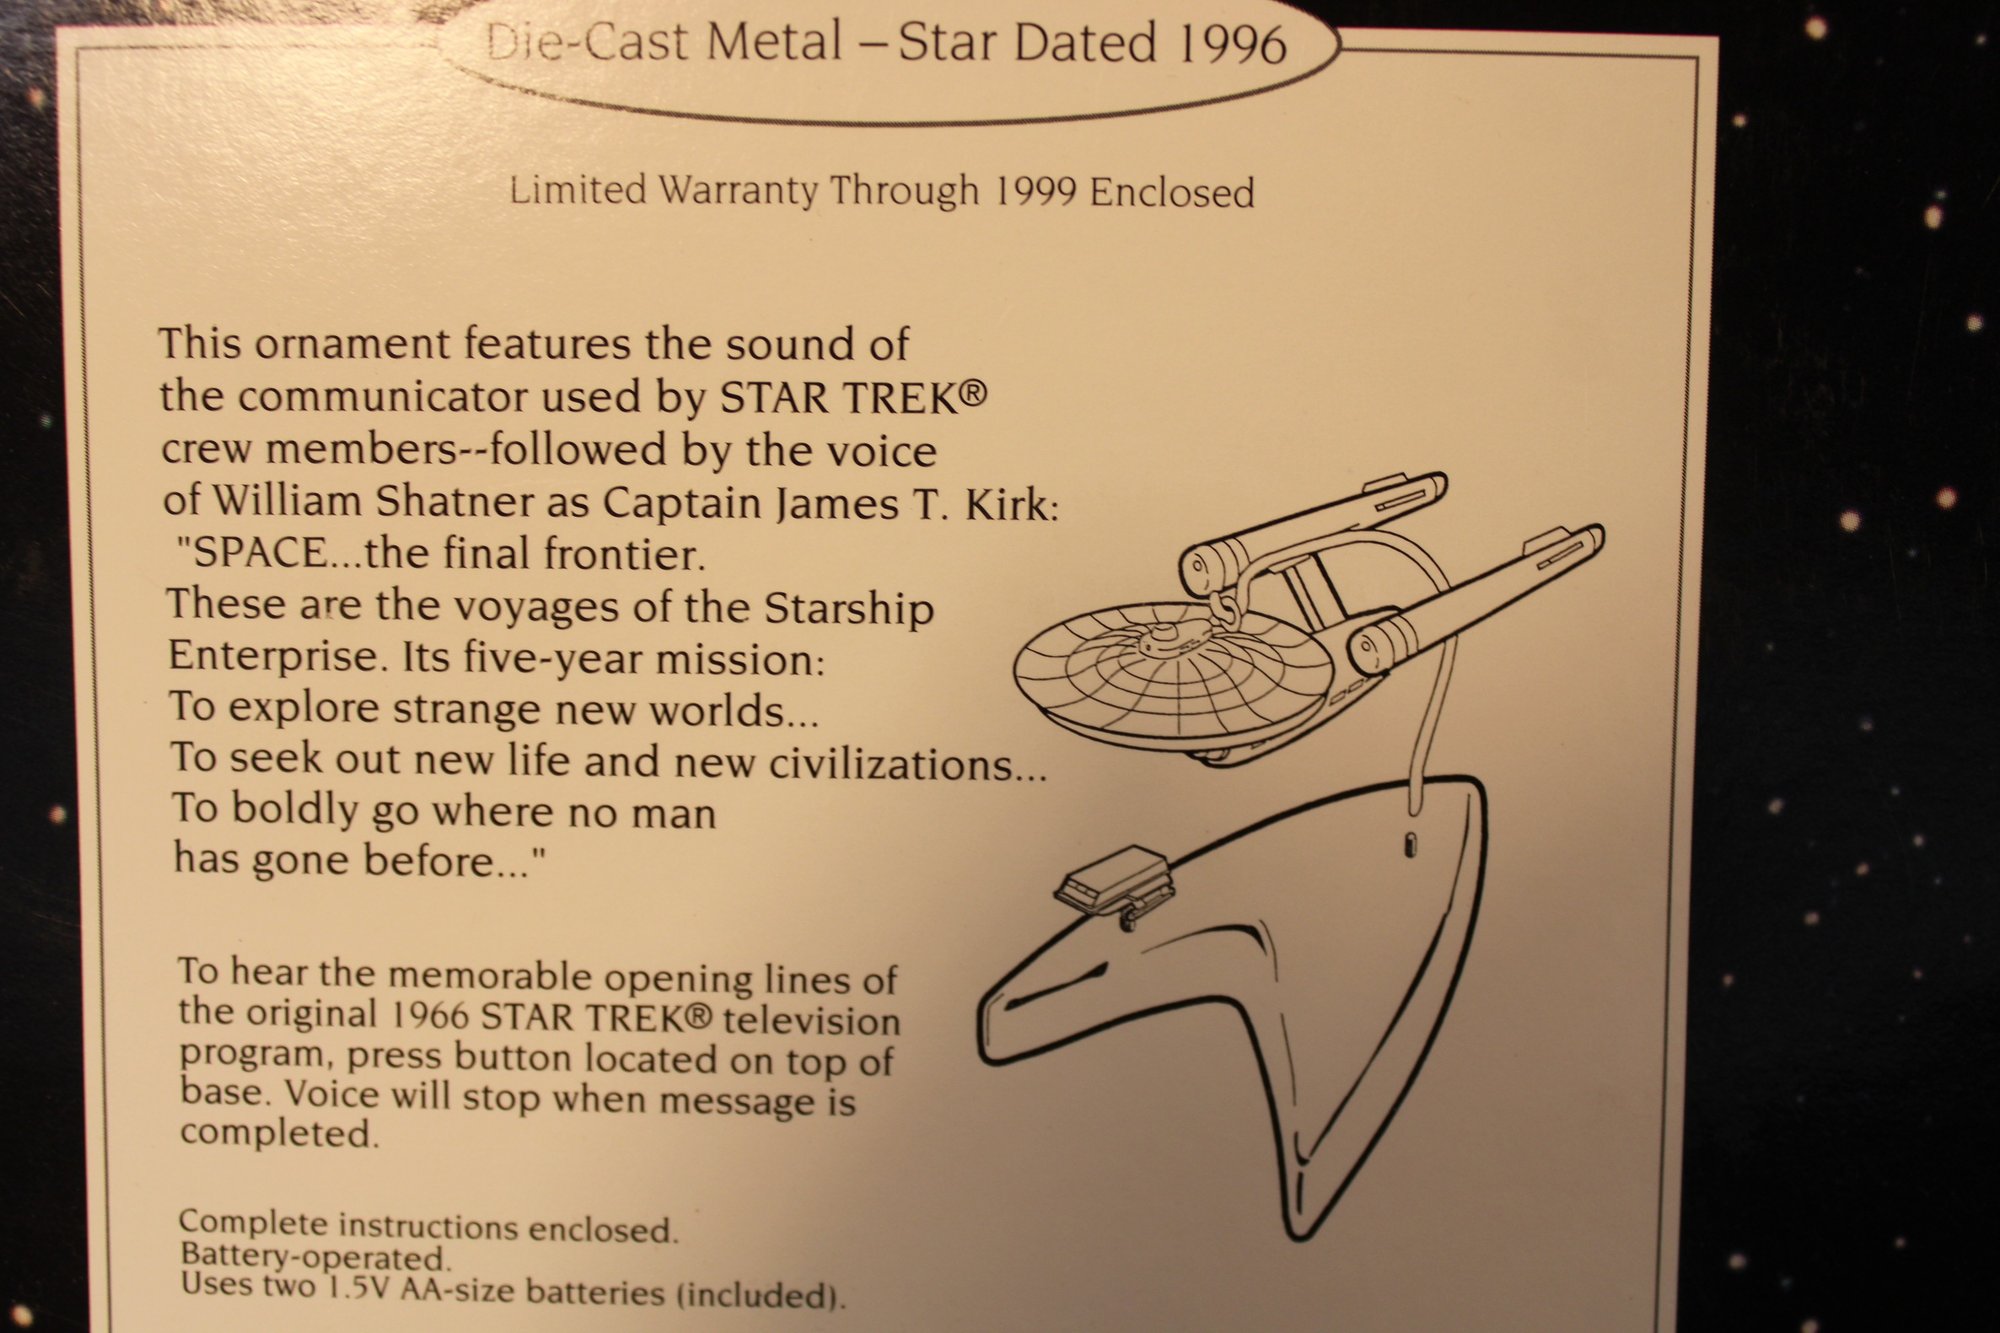 Die-Cast Metal – Star Dated 1996
Limited Warranty Through 1999 Enclosed
This ornament features the sound of
the communicator used by STAR TREK®
crew members--followed by the voice
of William Shatner as Captain James T. Kirk:
"SPACE...the final frontier.
These are the voyages of the Starship
Enterprise. Its five-year mission:
To explore strange new worlds...
To seek out new life and new civilizations...
To boldly go where no man
has gone before..."
To hear the memorable opening lines of
the original 1966 STAR TREK® television
program, press button located on top of
base. Voice will stop when message is
completed.
Complete instructions enclosed.
Battery-operated.
Uses two 1.5V AA-size batteries (included).